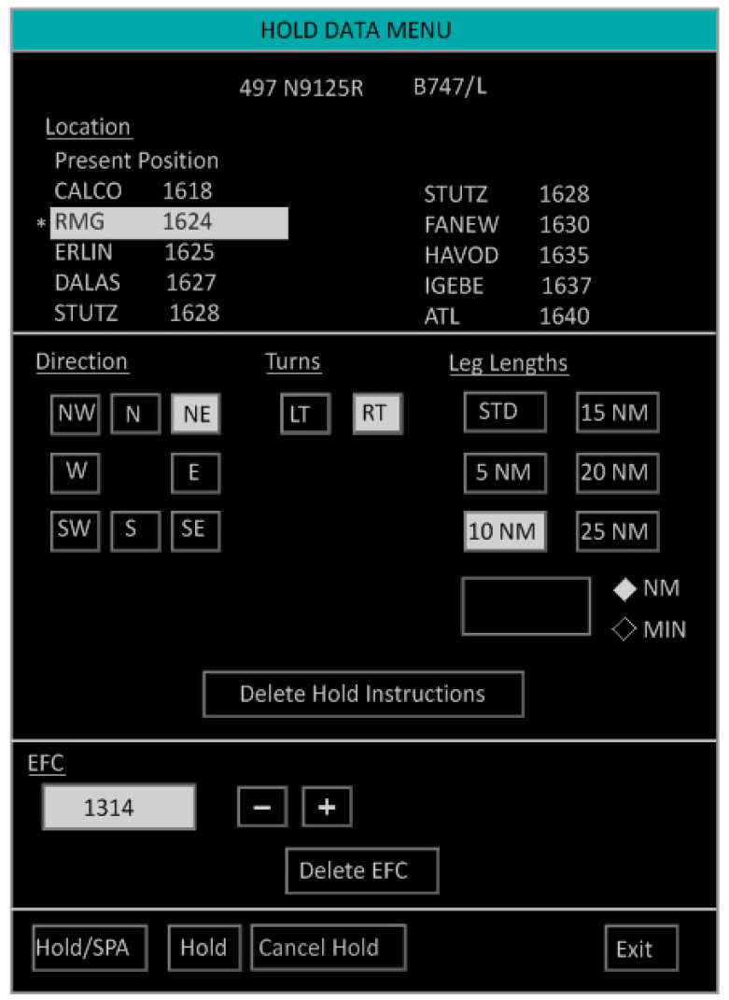 HOLD DATA MENU
497 N9125R B747/L
Location
Present Position
CALCO 1618
* RMG 1624
ERLIN 1625
DALAS 1627
STUTZ 1628
STUTZ 1628
FANEW 1630
HAVOD 1635
IGEBE 1637
ATL 1640
Direction
NW N NE
W E
SW S SE
Turns
LT RT
Leg Lengths
STD 15 NM
5 NM 20 NM
10 NM 25 NM
NM
MIN
Delete Hold Instructions
EFC
1314 − +
Delete EFC
Hold/SPA Hold Cancel Hold Exit